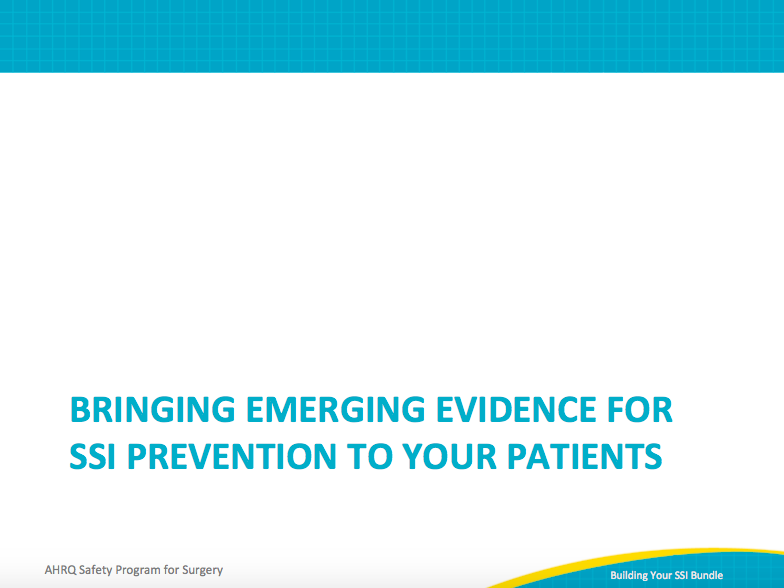 BRINGING EMERGING EVIDENCE FOR
SSI PREVENTION TO YOUR PATIENTS
AHRQ Safety Program for Surgery
Building Your SSI Bundle